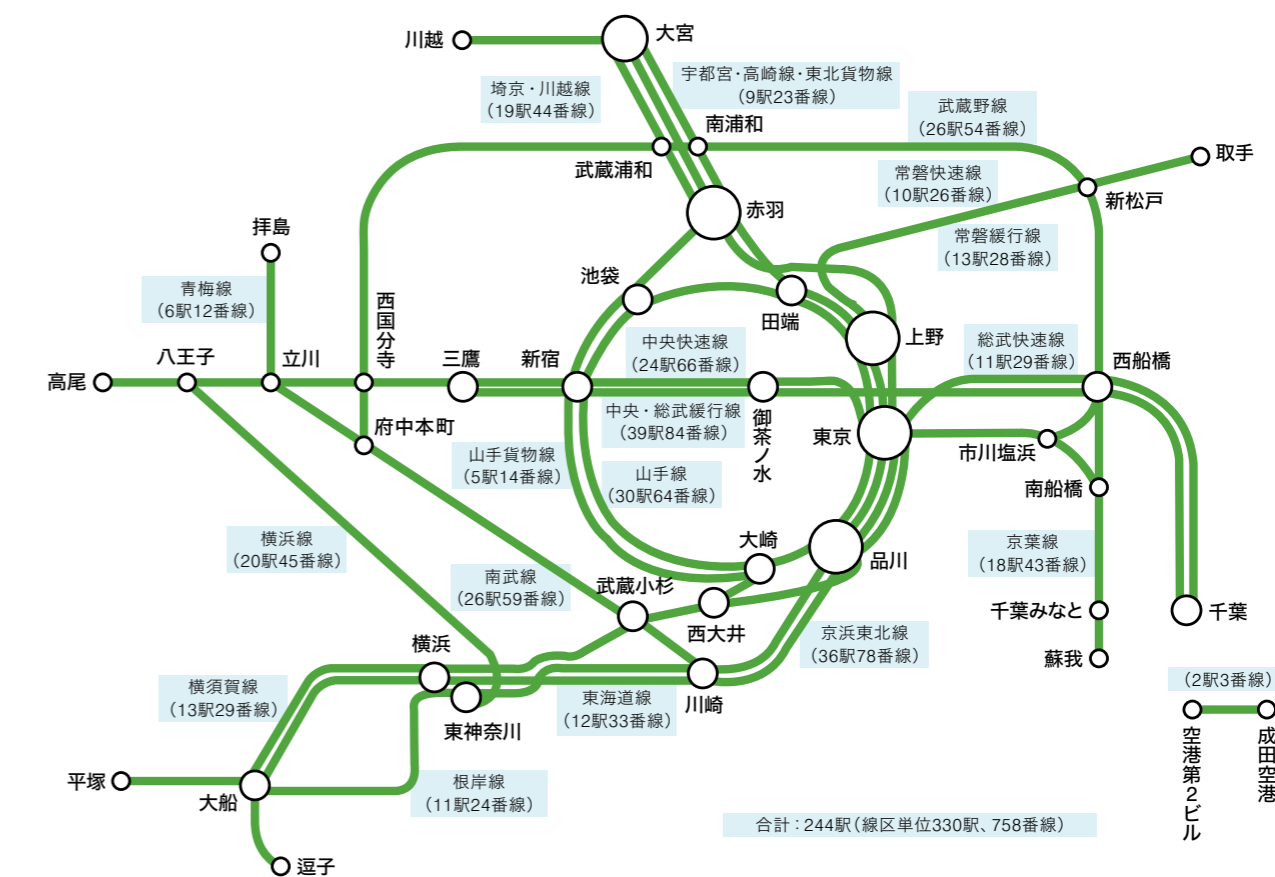 川越
大宮
埼京・川越線
(19駅44番線)
宇都宮・高崎線・東北貨物線
(9駅23番線)
武蔵野線
(26駅54番線)
南浦和
武蔵浦和
取手
常磐快速線
(10駅26番線)
新松戸
赤羽
拝島
常磐緩行線
(13駅28番線)
青梅線
(6駅12番線)
池袋
西国分寺
田端
上野
中央快速線
(24駅66番線)
総武快速線
(11駅29番線)
八王子
立川
三鷹
新宿
西船橋
高尾
中央・総武緩行線
(39駅84番線)
御茶ノ水
府中本町
東京
市川塩浜
山手貨物線
(5駅14番線)
山手線
(30駅64番線)
南船橋
横浜線
(20駅45番線)
大崎
品川
京葉線
(18駅43番線)
南武線
(26駅59番線)
武蔵小杉
西大井
千葉みなと
千葉
京浜東北線
(36駅78番線)
横浜
蘇我
横須賀線
(13駅29番線)
東海道線
(12駅33番線)
川崎
(2駅3番線)
東神奈川
空港第2ビル
成田空港
平塚
大船
根岸線
(11駅24番線)
合計:244駅(線区単位330駅、758番線)
逗子